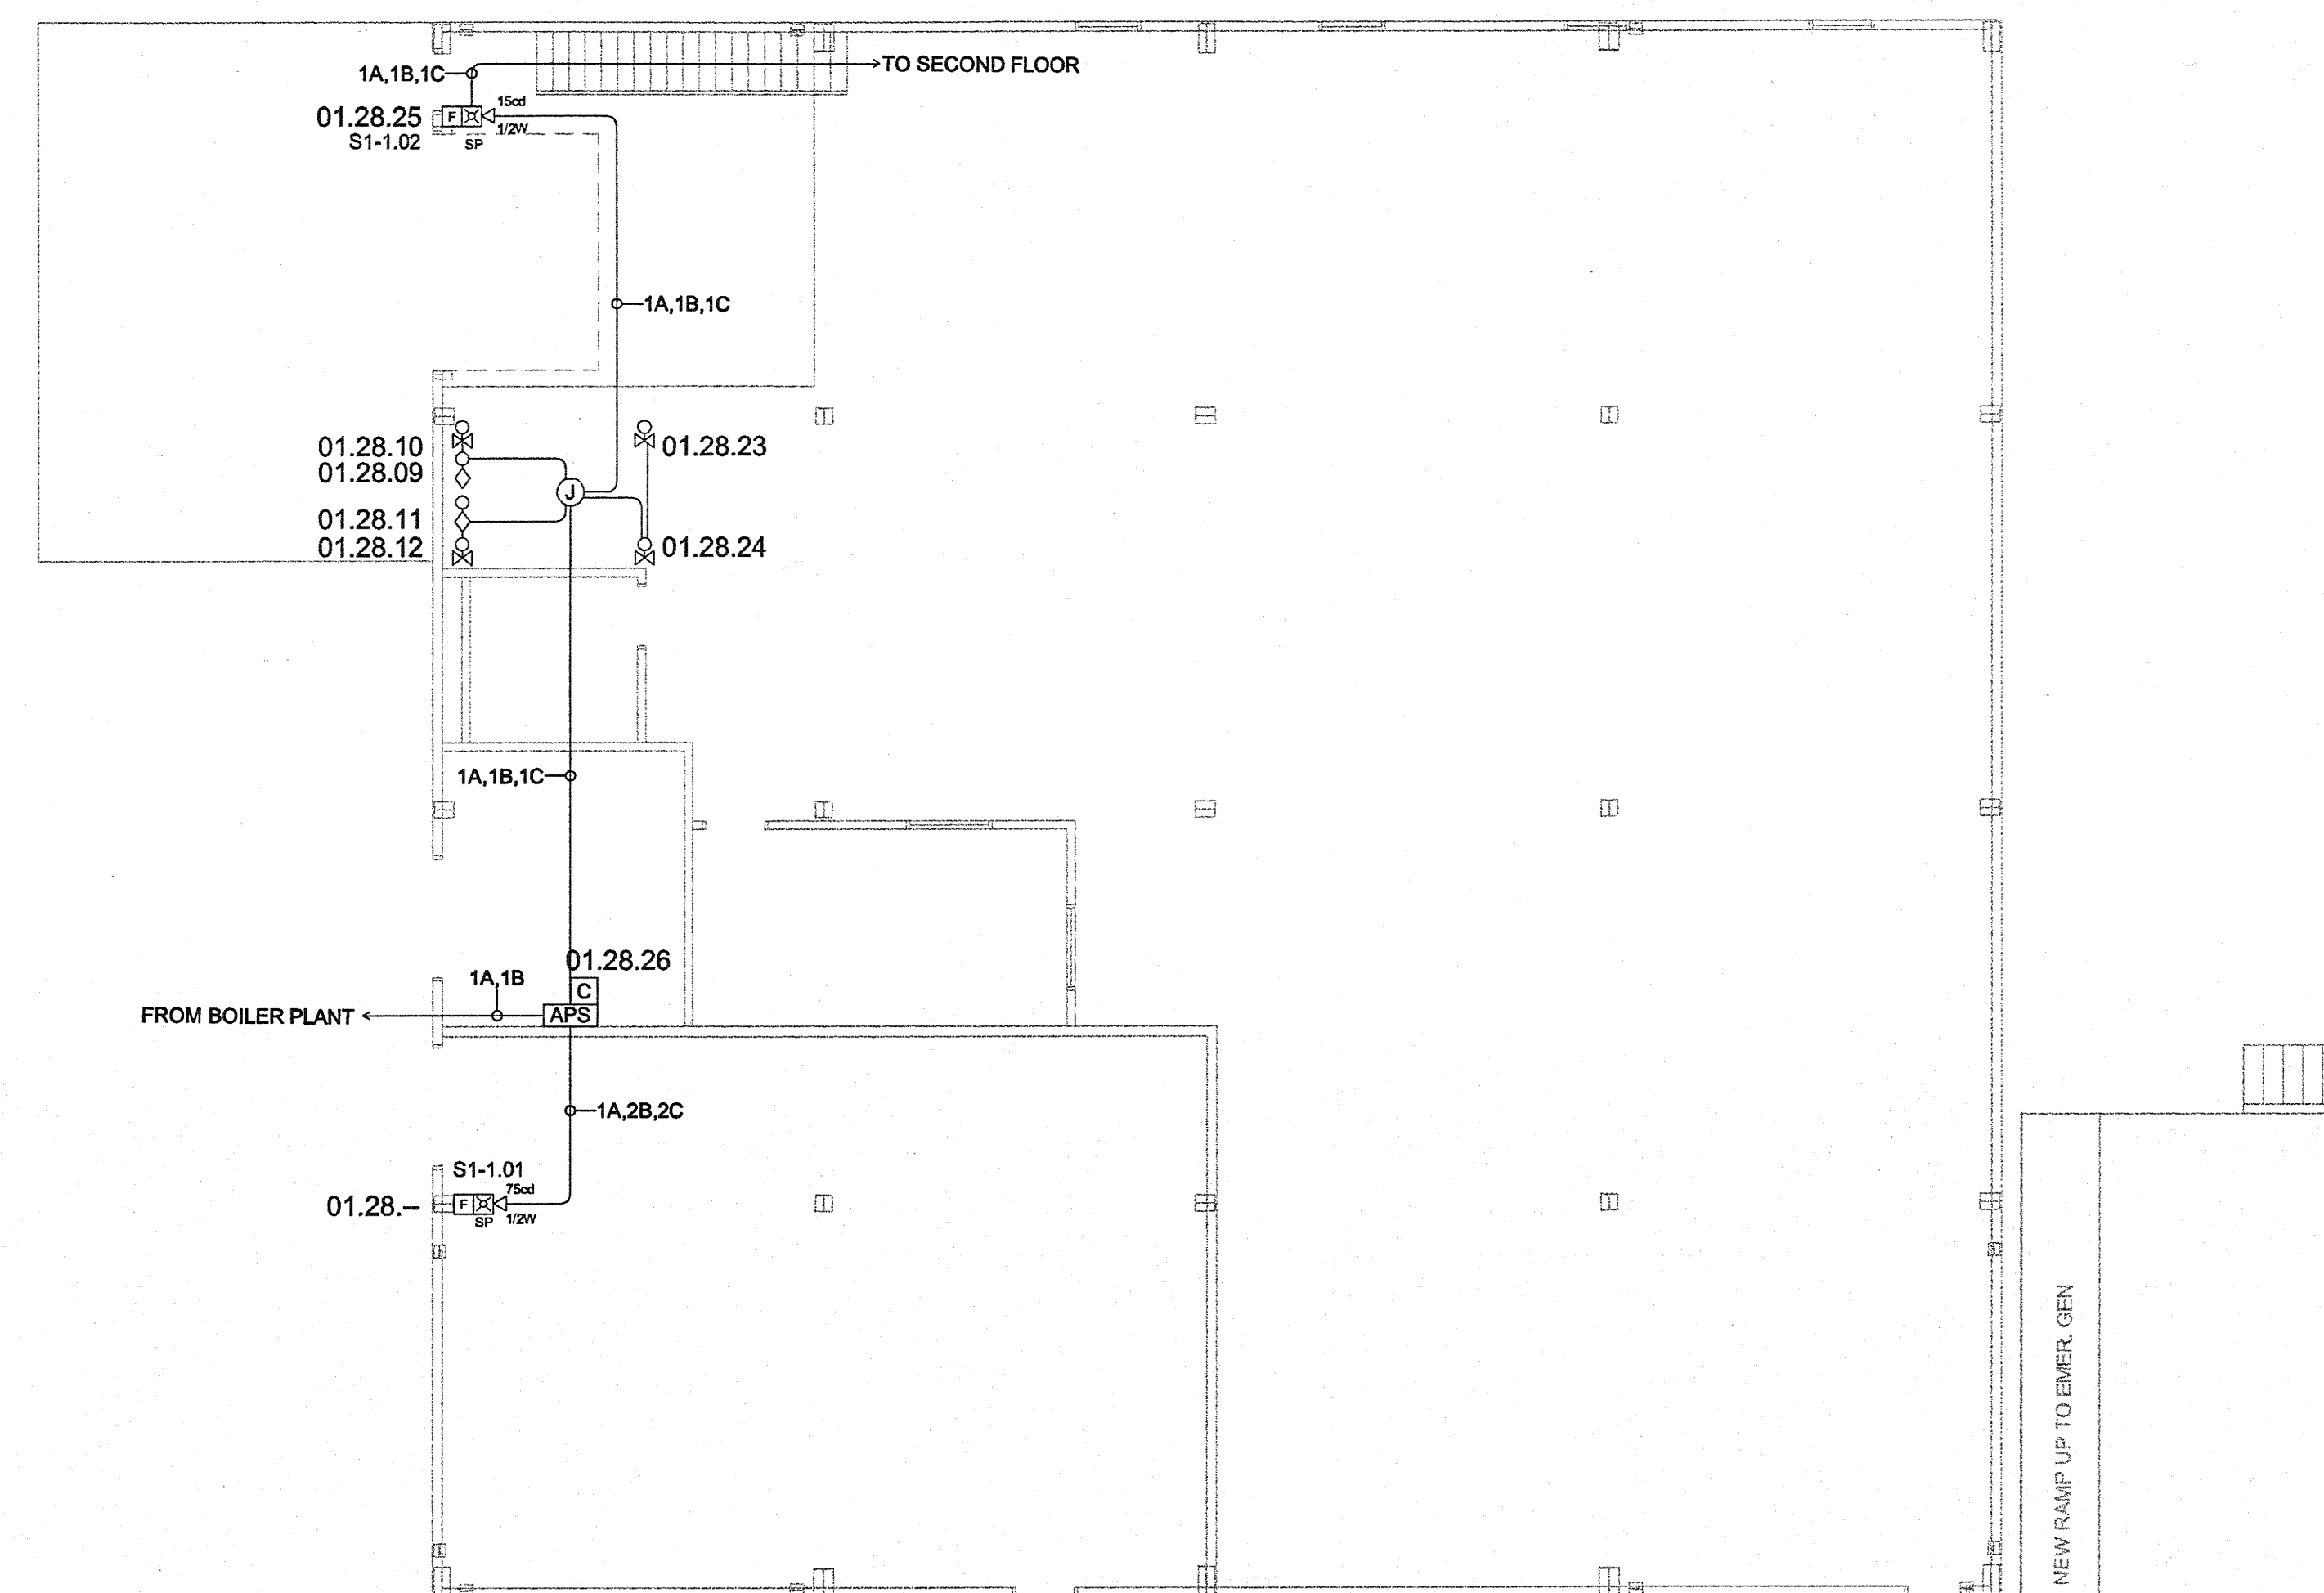 1A,1B,1C
TO SECOND FLOOR
01.28.25
F
15cd
1/2W
S1-1.02
SP
1A,1B,1C
01.28.10
01.28.23
01.28.09
J
01.28.11
01.28.12
01.28.24
1A,1B,1C
01.28.26
1A,1B
C
FROM BOILER PLANT
APS
1A,2B,2C
S1-1.01
75cd
01.28.--
F
1/2W
SP
NEW RAMP UP TO EMER. GEN